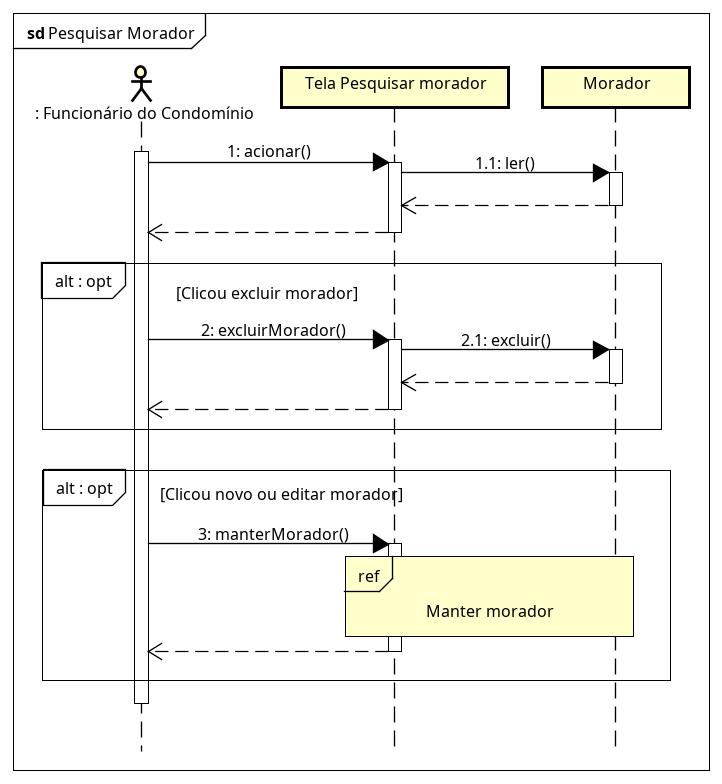 sd Pesquisar Morador
: Funcionário do Condomínio
Tela Pesquisar morador
Morador
1: acionar()
1.1: ler()
alt : opt
[Clicou excluir morador]
2: excluirMorador()
2.1: excluir()
alt : opt
[Clicou novo ou editar morador]
3: manterMorador()
ref
Manter morador